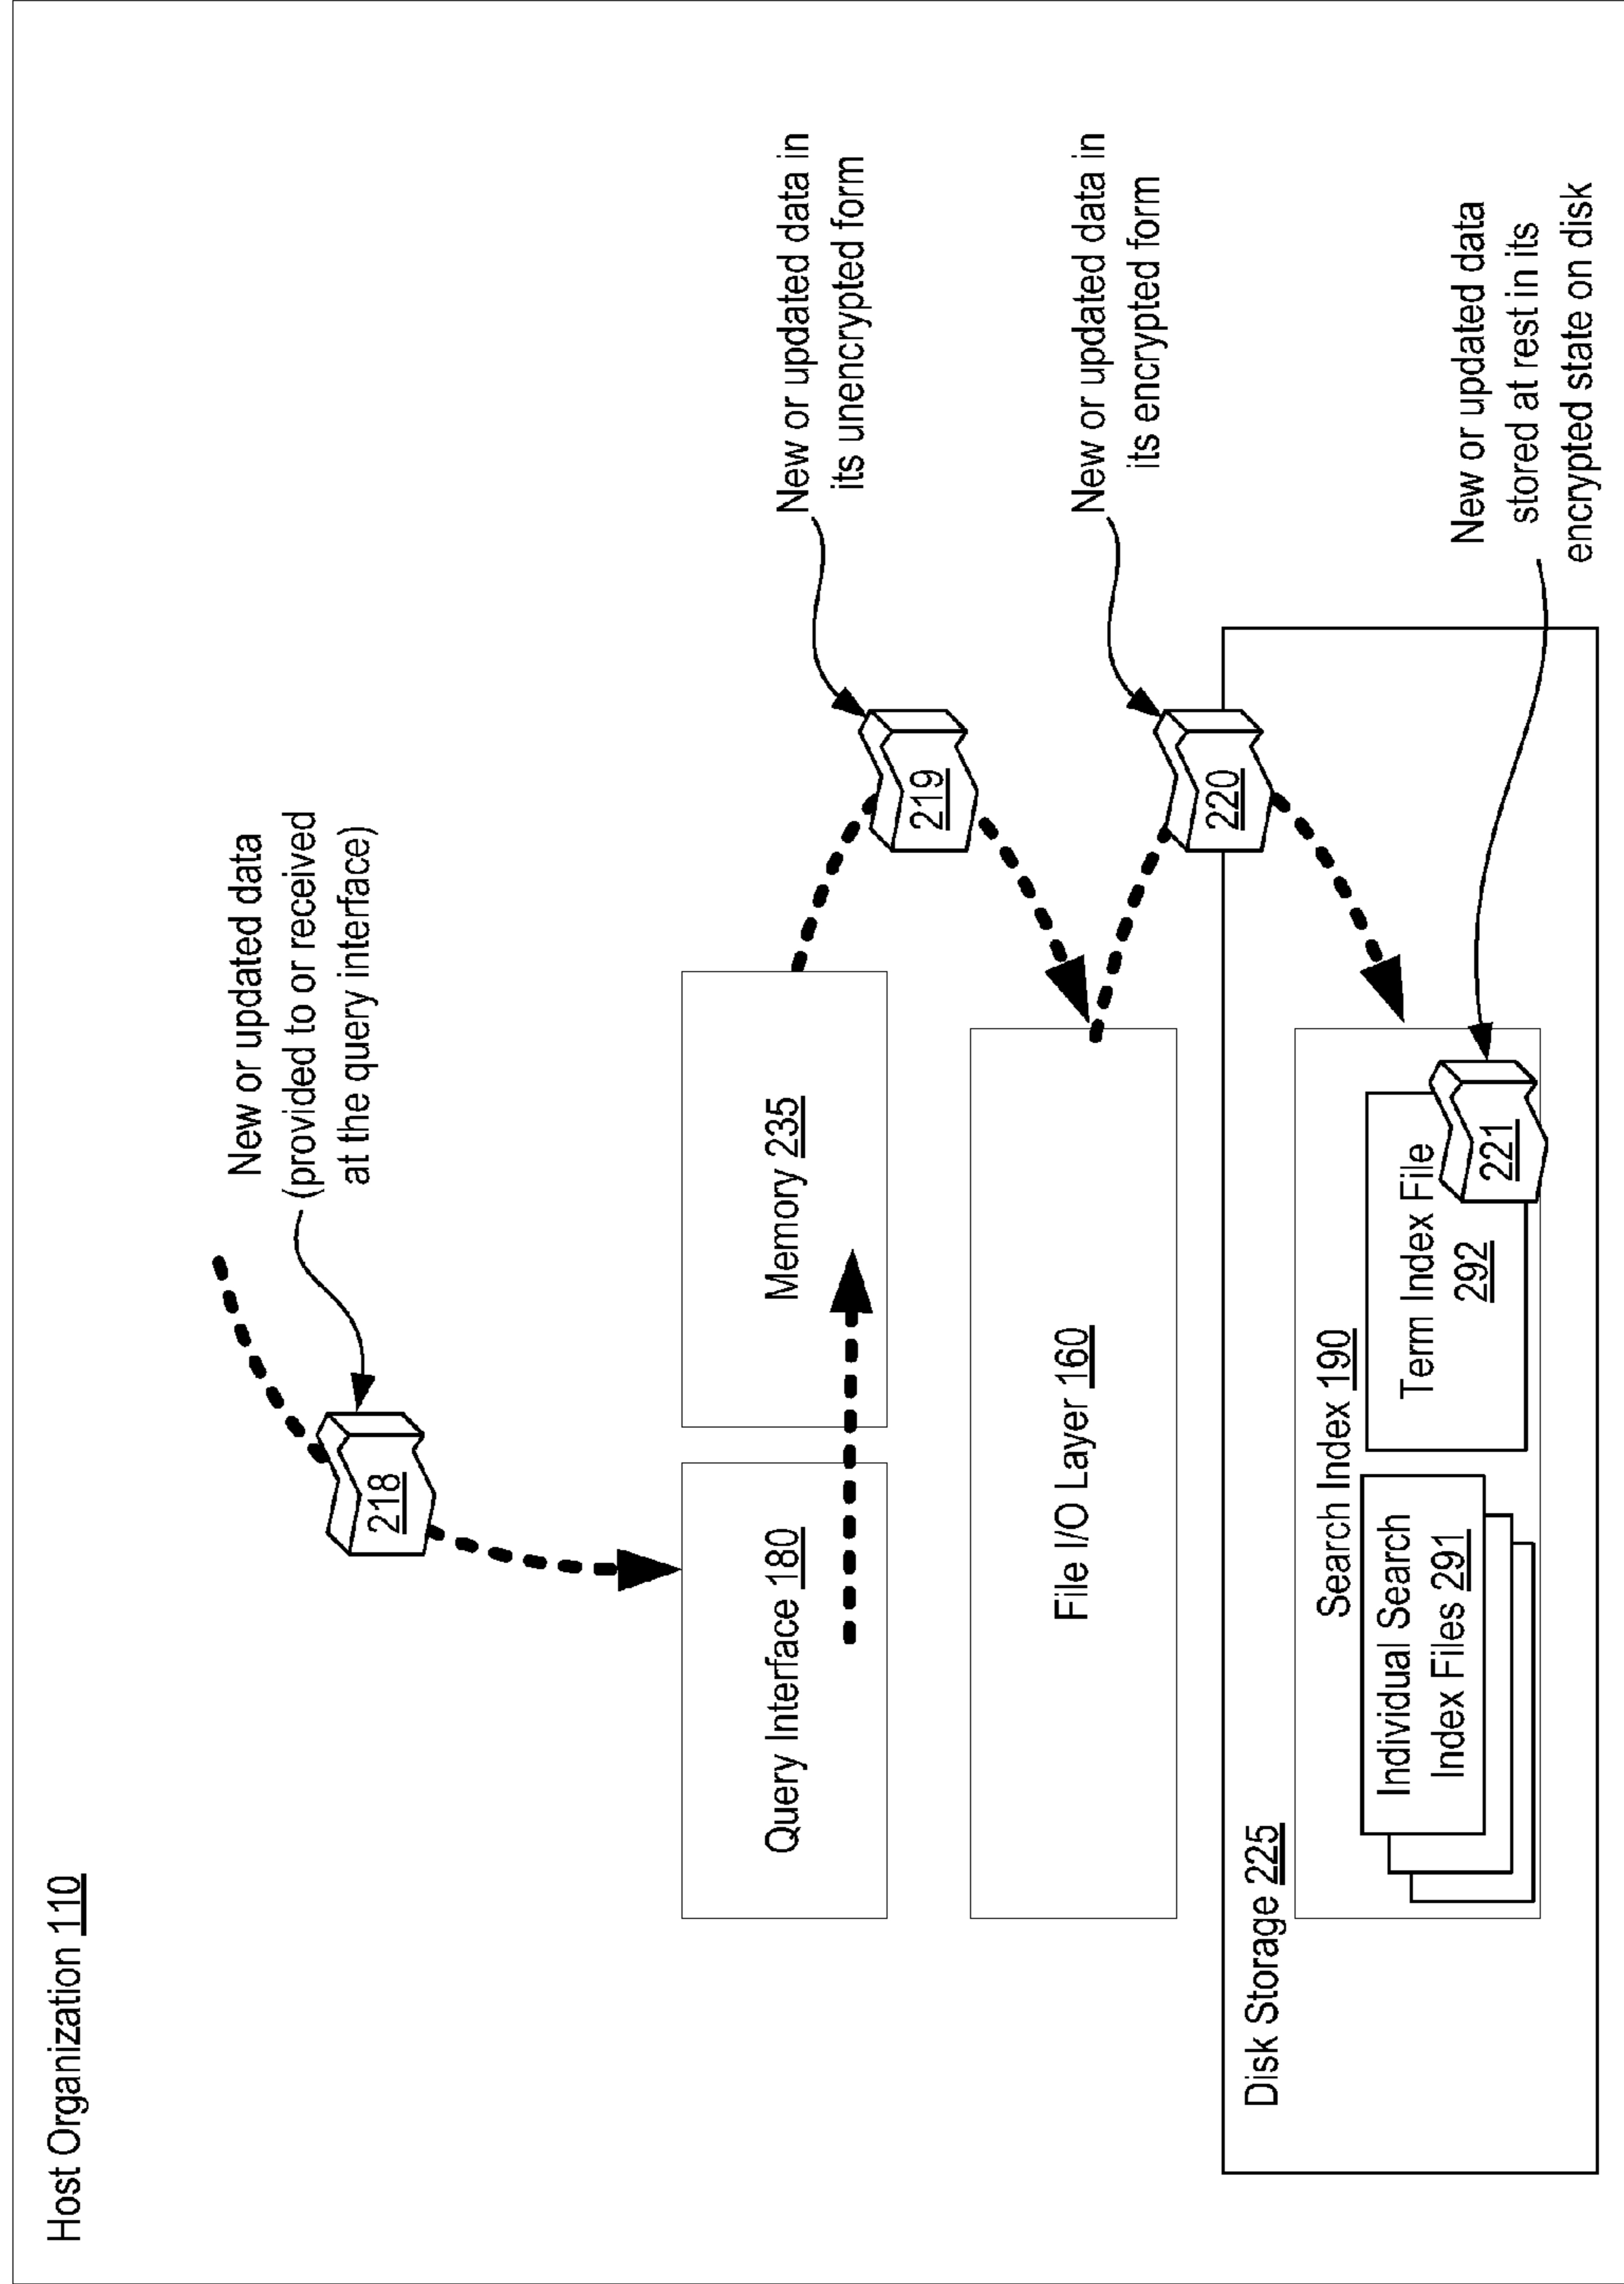 Host Organization 110
New or updated data
(provided to or received
at the query interface)
218
Query Interface 180
Memory 235
New or updated data in
its unencrypted form
219
File I/O Layer 160
New or updated data in
its encrypted form
220
Disk Storage 225
Search Index 190
Individual Search
Index Files 291
Term Index File
292
221
New or updated data
stored at rest in its
encrypted state on disk